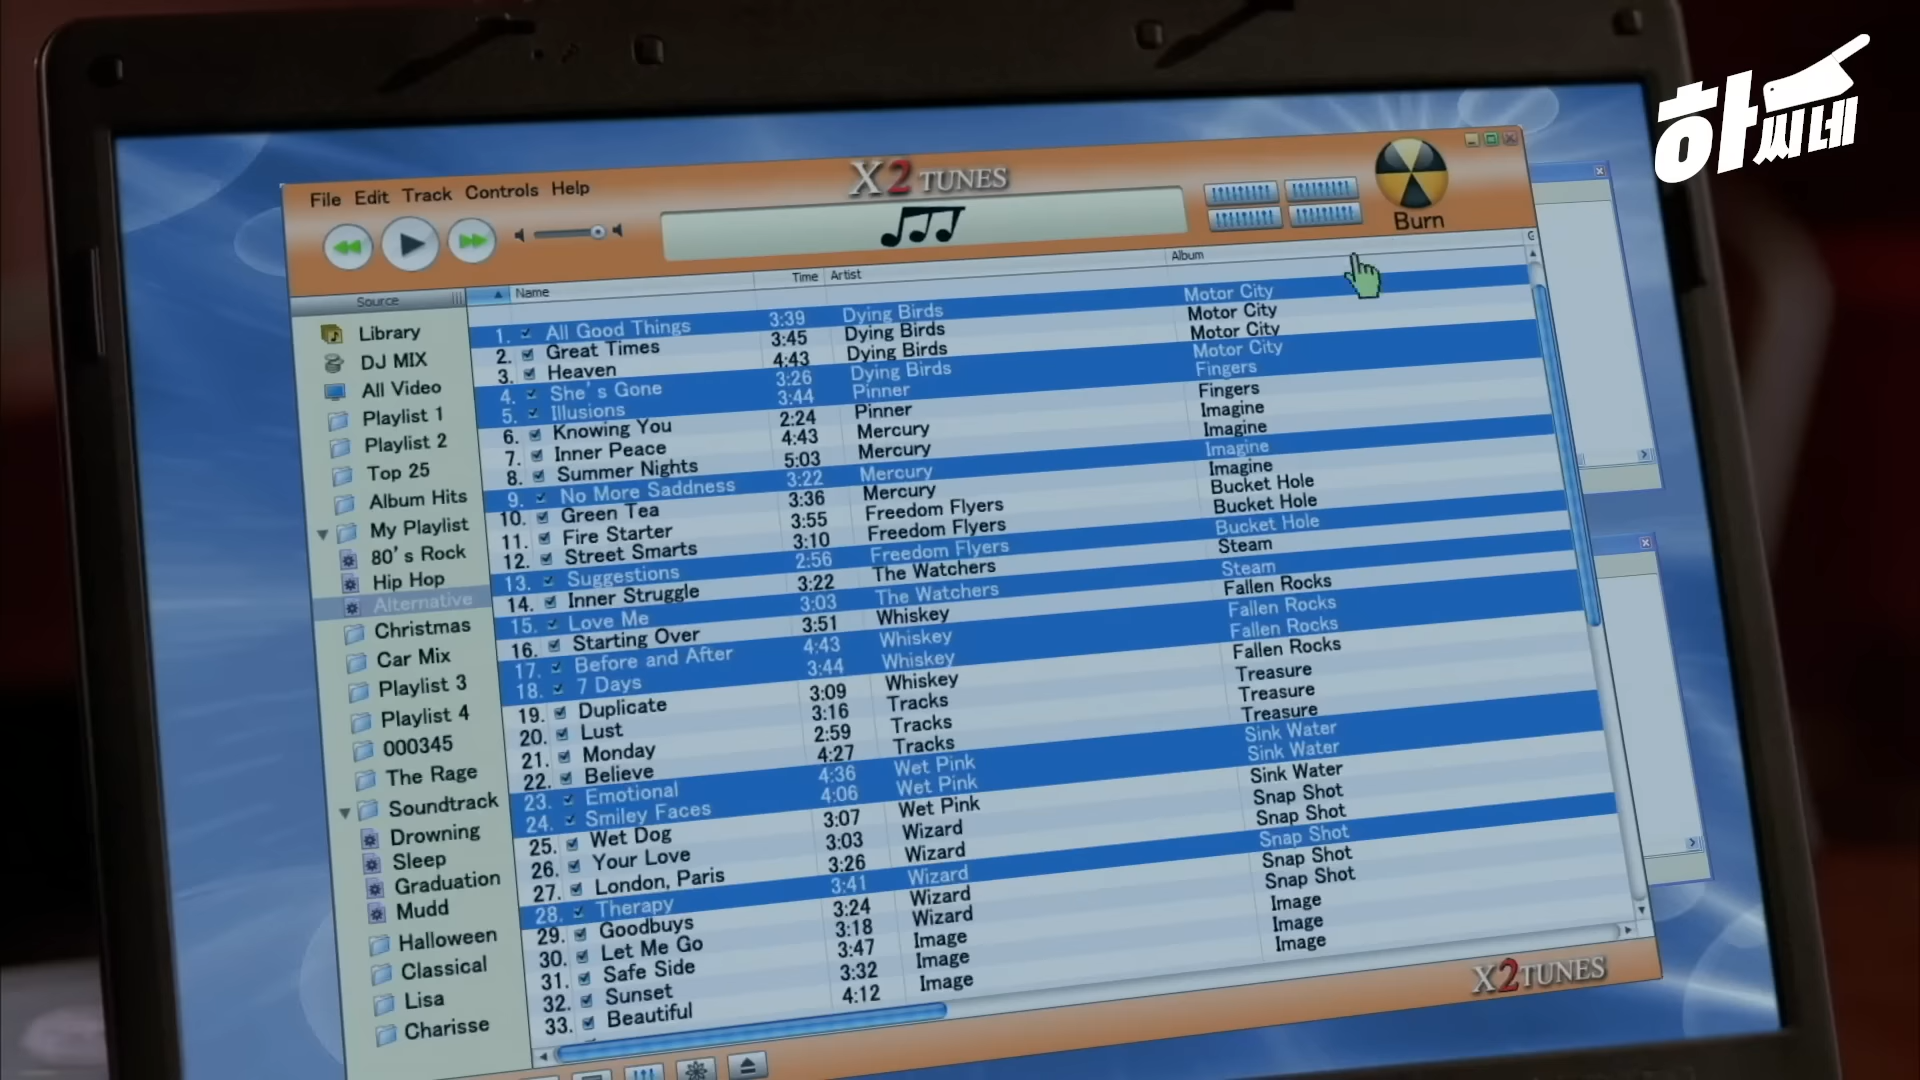 하씨네
X2 TUNES
File Edit Track Controls Help
Burn
Source
Name Time Artist Album G
Library
DJ MIX
All Video
Playlist 1
Playlist 2
Top 25
Album Hits
My Playlist
80's Rock
Hip Hop
Alternative
Christmas
Car Mix
Playlist 3
Playlist 4
000345
The Rage
Soundtrack
Drowning
Sleep
Graduation
Mudd
Halloween
Classical
Lisa
Charisse
1. All Good Things 3:39 Dying Birds Motor City
2. Great Times 3:45 Dying Birds Motor City
3. Heaven 4:43 Dying Birds Motor City
4. She's Gone 3:26 Dying Birds Motor City
5. Illusions 3:44 Pinner Fingers
6. Knowing You 2:24 Pinner Fingers
7. Inner Peace 4:43 Mercury Imagine
8. Summer Nights 5:03 Mercury Imagine
9. No More Saddness 3:22 Mercury Imagine
10. Green Tea 3:36 Mercury Imagine
11. Fire Starter 3:55 Freedom Flyers Bucket Hole
12. Street Smarts 3:10 Freedom Flyers Bucket Hole
13. Suggestions 2:56 Freedom Flyers Bucket Hole
14. Inner Struggle 3:22 The Watchers Steam
15. Love Me 3:03 The Watchers Steam
16. Starting Over 3:51 Whiskey Fallen Rocks
17. Before and After 4:43 Whiskey Fallen Rocks
18. 7 Days 3:44 Whiskey Fallen Rocks
19. Duplicate 3:09 Whiskey Fallen Rocks
20. Lust 3:16 Tracks Treasure
21. Monday 2:59 Tracks Treasure
22. Believe 4:27 Tracks Treasure
23. Emotional 4:36 Wet Pink Sink Water
24. Smiley Faces 4:06 Wet Pink Sink Water
25. Wet Dog 3:07 Wet Pink Sink Water
26. Your Love 3:03 Wizard Snap Shot
27. London, Paris 3:26 Wizard Snap Shot
28. Therapy 3:41 Wizard Snap Shot
29. Goodbuys 3:24 Wizard Snap Shot
30. Let Me Go 3:18 Wizard Snap Shot
31. Safe Side 3:47 Image Image
32. Sunset 3:32 Image Image
33. Beautiful 4:12 Image Image
X2TUNES